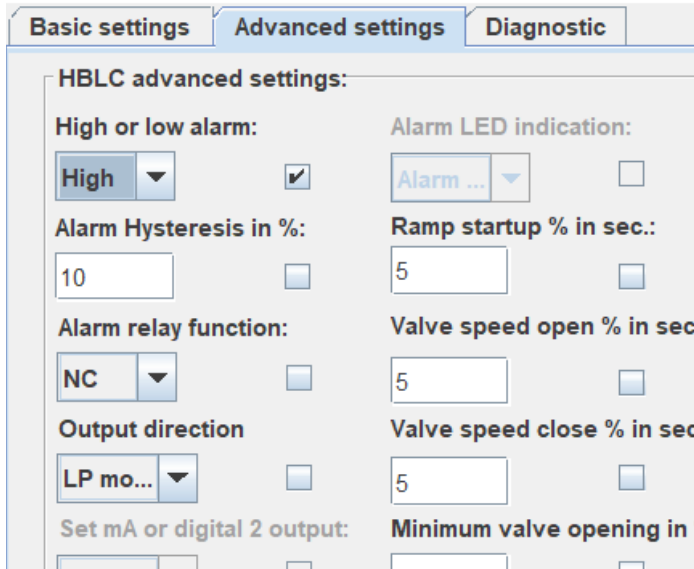 Basic settings
Advanced settings
Diagnostic
HBLC advanced settings:
High or low alarm:
Alarm LED indication:
High
Alarm ...
Alarm Hysteresis in %:
Ramp startup % in sec.:
10
5
Alarm relay function:
Valve speed open % in sec
NC
5
Output direction
Valve speed close % in sec
LP mo...
5
Set mA or digital 2 output:
Minimum valve opening in